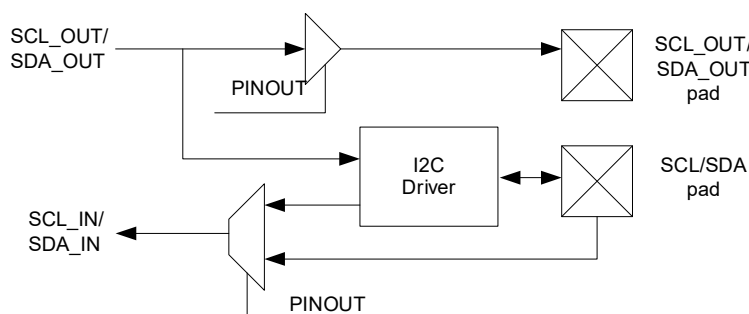 SCL_OUT/
SDA_OUT
PINOUT
SCL_OUT/
SDA_OUT
pad
I2C
Driver
SCL/SDA
pad
SCL_IN/
SDA_IN
PINOUT